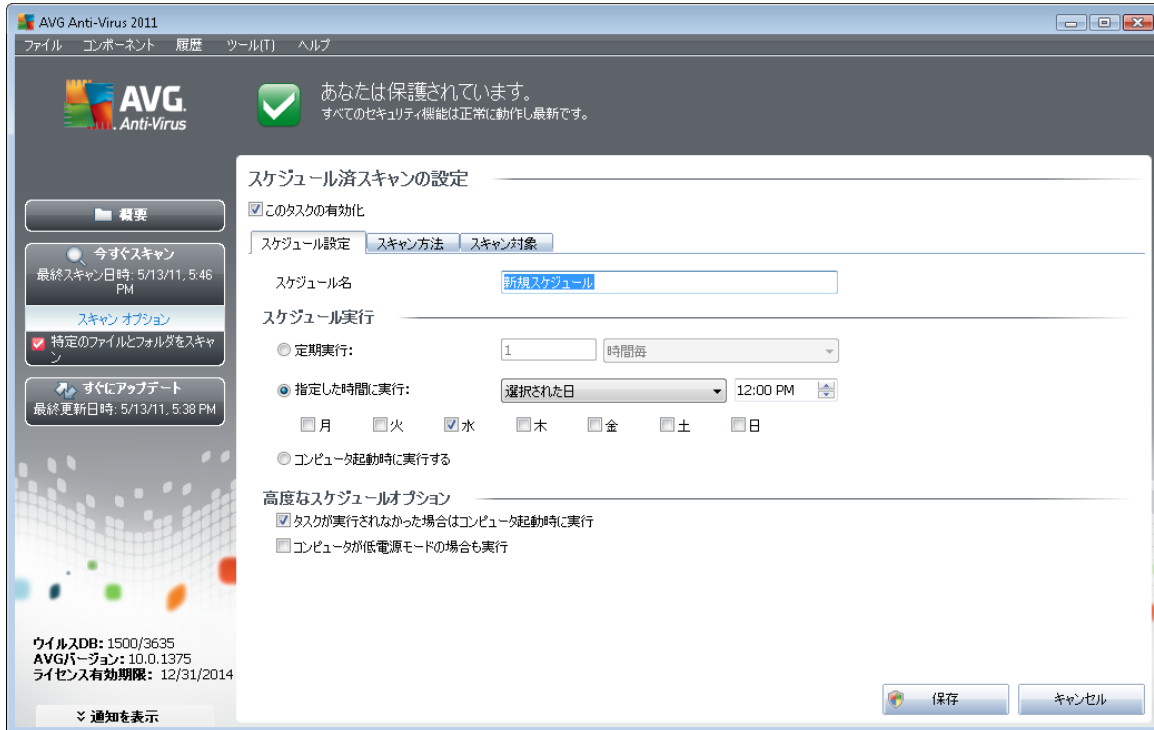 AVG Anti-Virus 2011
ファイル コンポーネント 履歴 ツール(T) ヘルプ
AVG.
Anti-Virus
あなたは保護されています。
すべてのセキュリティ機能は正常に動作し最新です。
概要
今すぐスキャン
最終スキャン日時: 5/13/11, 5:46
PM
スキャン オプション
特定のファイルとフォルダをスキャ
ン
すぐにアップデート
最終更新日時: 5/13/11, 5:38 PM
ウイルスDB: 1500/3635
AVGバージョン: 10.0.1375
ライセンス有効期限: 12/31/2014
通知を表示
スケジュール済スキャンの設定
このタスクの有効化
スケジュール設定 スキャン方法 スキャン対象
スケジュール名 新規スケジュール
スケジュール実行
定期実行: 1 時間毎
指定した時間に実行: 選択された日 12:00 PM
月 火 水 木 金 土 日
コンピュータ起動時に実行する
高度なスケジュールオプション
タスクが実行されなかった場合はコンピュータ起動時に実行
コンピュータが低電源モードの場合も実行
保存 キャンセル